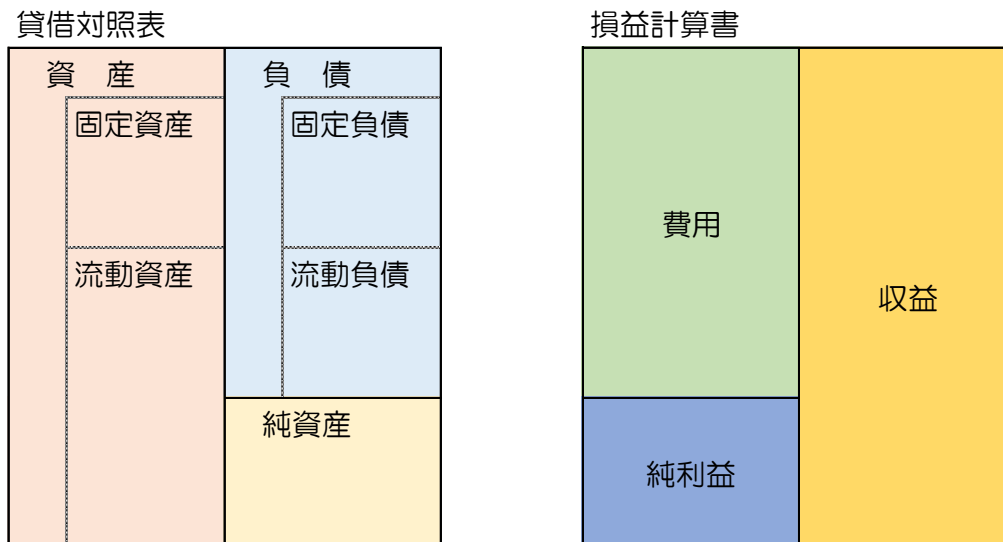 貸借対照表
資　産
固定資産
流動資産
負　債
固定負債
流動負債
純資産
損益計算書
費用
純利益
収益